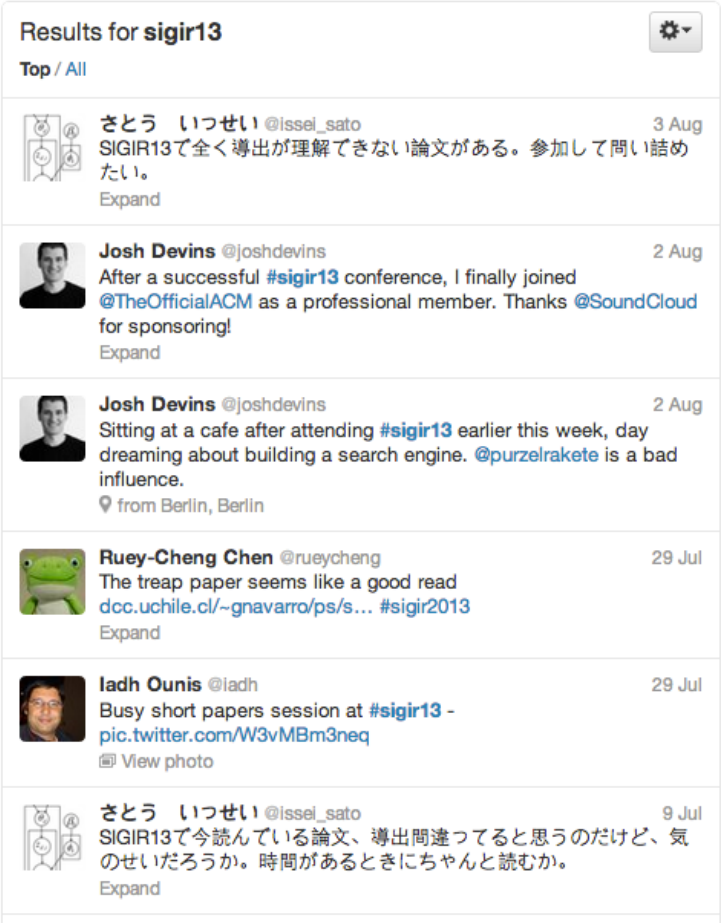 Results for sigir13
Top / All
さとう　いっせい @issei_sato 3 Aug
SIGIR13で全く導出が理解できない論文がある。参加して問い詰め
たい。
Expand
Josh Devins @joshdevins 2 Aug
After a successful #sigir13 conference, I finally joined
@TheOfficialACM as a professional member. Thanks @SoundCloud
for sponsoring!
Expand
Josh Devins @joshdevins 2 Aug
Sitting at a cafe after attending #sigir13 earlier this week, day
dreaming about building a search engine. @purzelrakete is a bad
influence.
from Berlin, Berlin
Ruey-Cheng Chen @rueycheng 29 Jul
The treap paper seems like a good read
dcc.uchile.cl/~gnavarro/ps/s… #sigir2013
Expand
Iadh Ounis @iadh 29 Jul
Busy short papers session at #sigir13 -
pic.twitter.com/W3vMBm3neq
View photo
さとう　いっせい @issei_sato 9 Jul
SIGIR13で今読んでいる論文、導出間違ってると思うのだけど、気
のせいだろうか。時間があるときにちゃんと読むか。
Expand